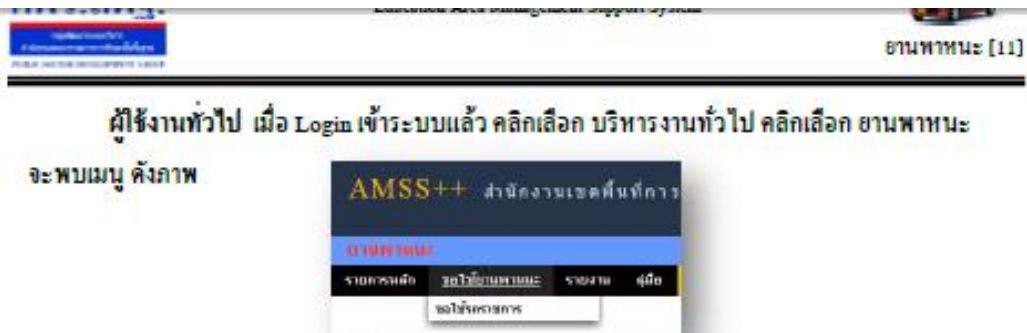 Education Area Management Support System
ยานพาหนะ [11]
ผู้ใช้งานทั่วไป เมื่อ Login เข้าระบบแล้ว คลิกเลือก บริหารงานทั่วไป คลิกเลือก ยานพาหนะ
จะพบเมนู ดังภาพ
AMSS++ สำนักงานเขตพื้นที่การ
ยานพาหนะ
รายการหลัก ขอใช้ยานพาหนะ รายงาน คู่มือ
ขอใช้รถราชการ